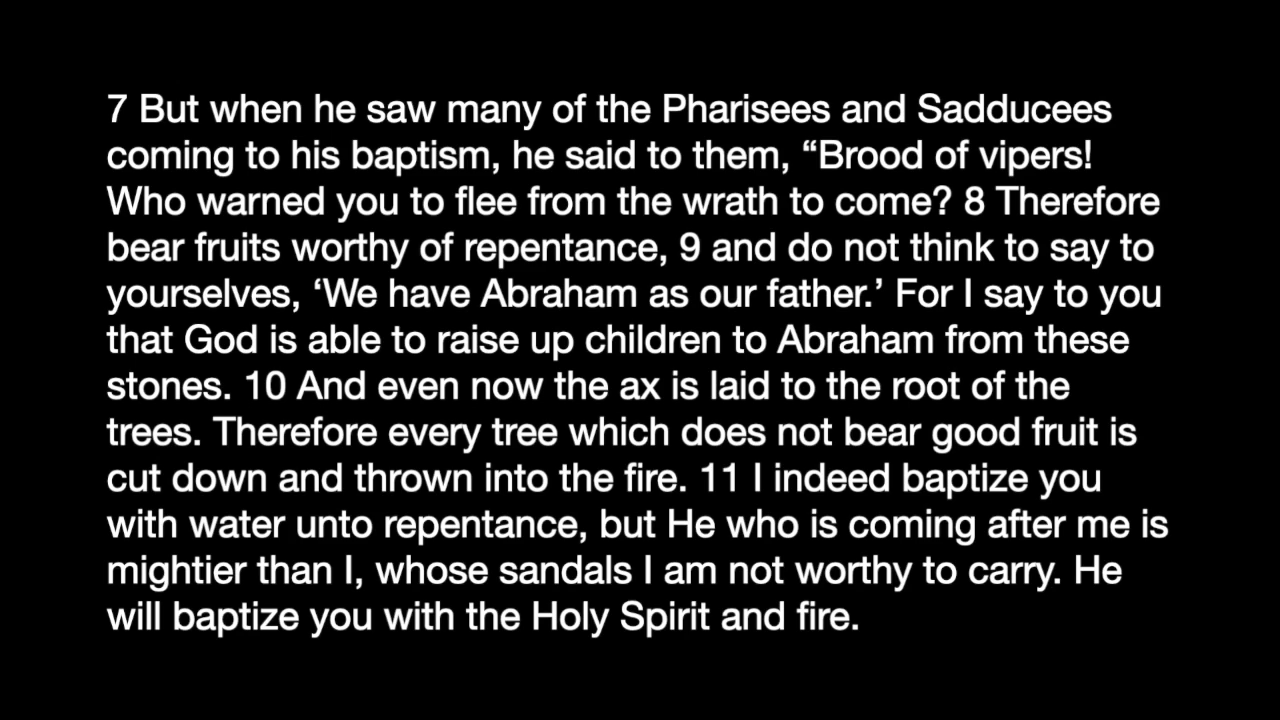 7 But when he saw many of the Pharisees and Sadducees
coming to his baptism, he said to them, “Brood of vipers!
Who warned you to flee from the wrath to come? 8 Therefore
bear fruits worthy of repentance, 9 and do not think to say to
yourselves, ‘We have Abraham as our father.’ For I say to you
that God is able to raise up children to Abraham from these
stones. 10 And even now the ax is laid to the root of the
trees. Therefore every tree which does not bear good fruit is
cut down and thrown into the fire. 11 I indeed baptize you
with water unto repentance, but He who is coming after me is
mightier than I, whose sandals I am not worthy to carry. He
will baptize you with the Holy Spirit and fire.